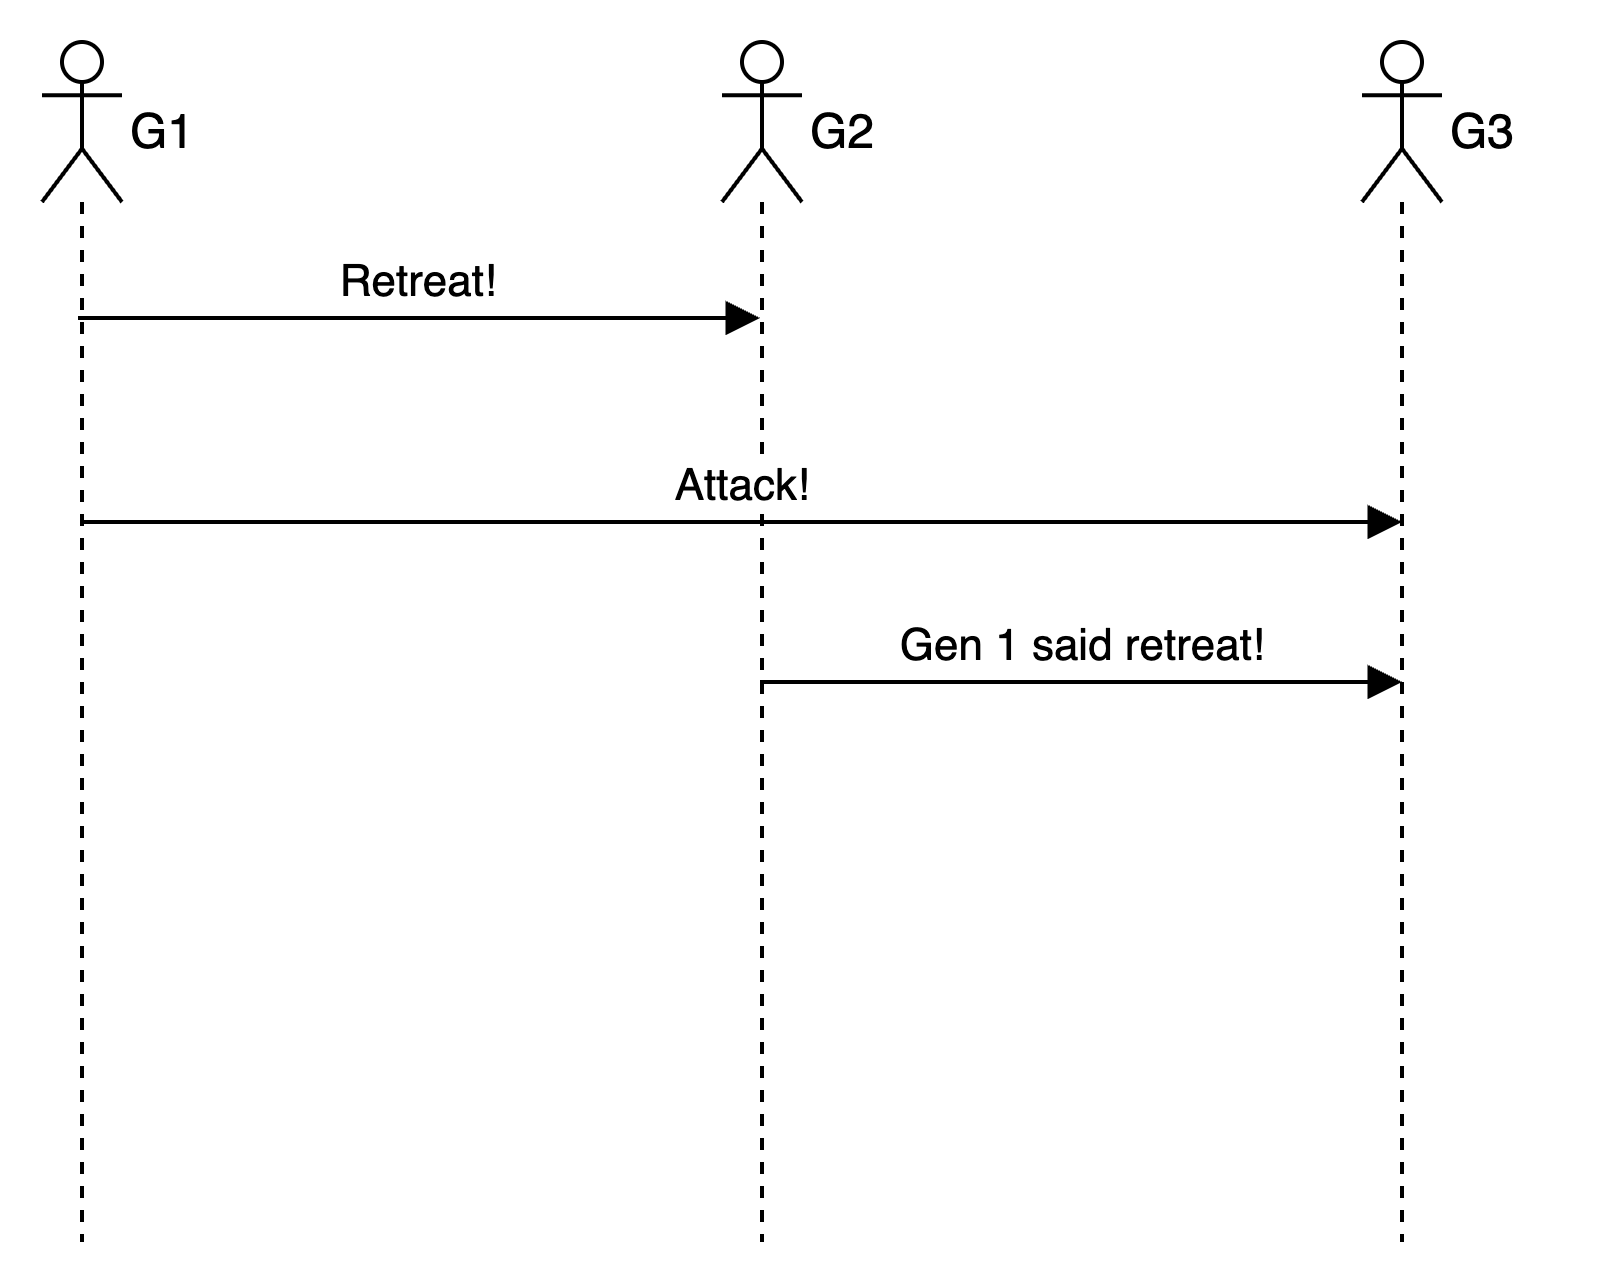 G1
G2
G3
Retreat!
Attack!
Gen 1 said retreat!